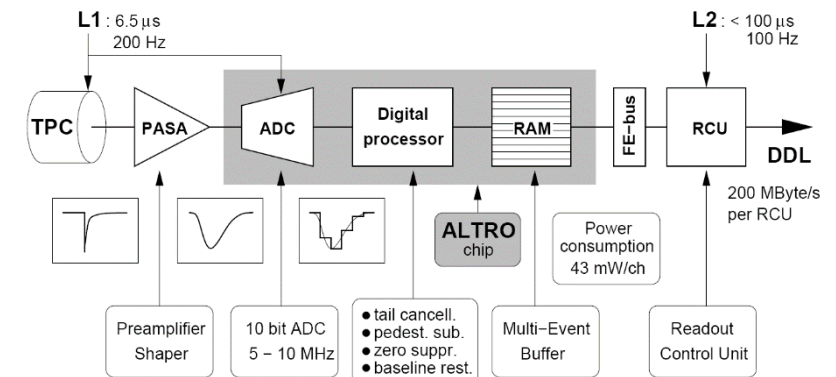 L1 : 6.5 μs
200 Hz
L2 : < 100 μs
100 Hz
TPC
PASA
ADC
Digital
processor
RAM
FE−bus
RCU
DDL
200 MByte/s
per RCU
ALTRO
chip
Power
consumption
43 mW/ch
Preamplifier
Shaper
10 bit ADC
5 − 10 MHz
• tail cancell.
• pedest. sub.
• zero suppr.
• baseline rest.
Multi−Event
Buffer
Readout
Control Unit